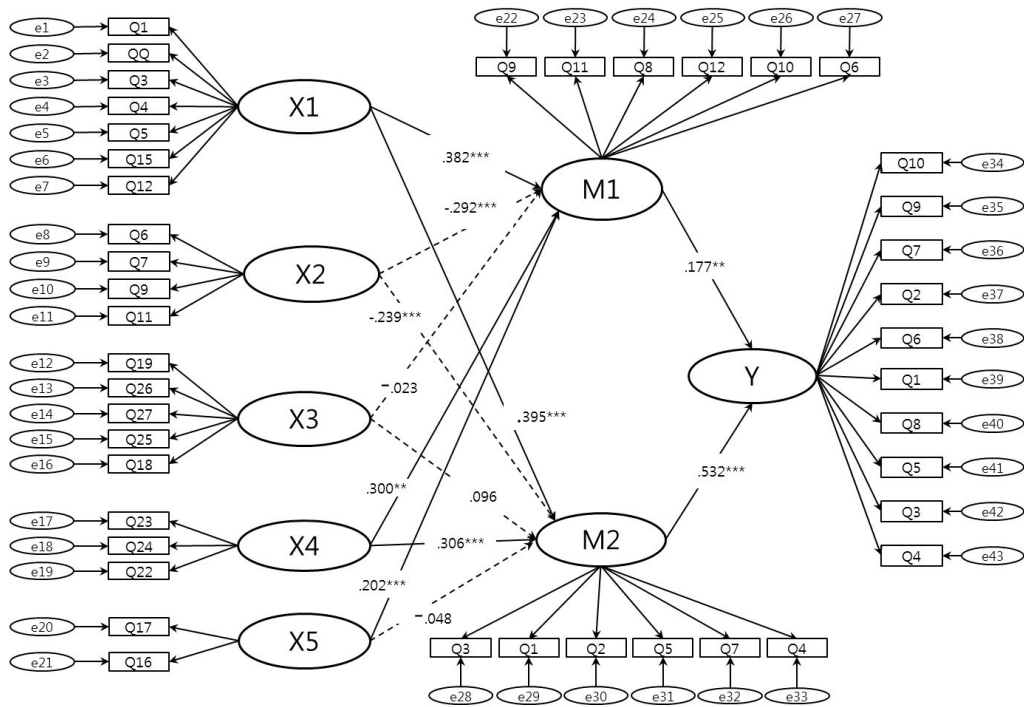 e1 Q1
e2 QQ
e3 Q3
e4 Q4
e5 Q5
e6 Q15
e7 Q12
X1
e8 Q6
e9 Q7
e10 Q9
e11 Q11
X2
e12 Q19
e13 Q26
e14 Q27
e15 Q25
e16 Q18
X3
e17 Q23
e18 Q24
e19 Q22
X4
e20 Q17
e21 Q16
X5
e22 e23 e24 e25 e26 e27
Q9 Q11 Q8 Q12 Q10 Q6
M1
.382***
-.292***
-.239***
-.023
.395***
.300**
.096
.306***
.202***
-.048
.177**
.532***
M2
Q3 Q1 Q2 Q5 Q7 Q4
e28 e29 e30 e31 e32 e33
Y
Q10 e34
Q9 e35
Q7 e36
Q2 e37
Q6 e38
Q1 e39
Q8 e40
Q5 e41
Q3 e42
Q4 e43